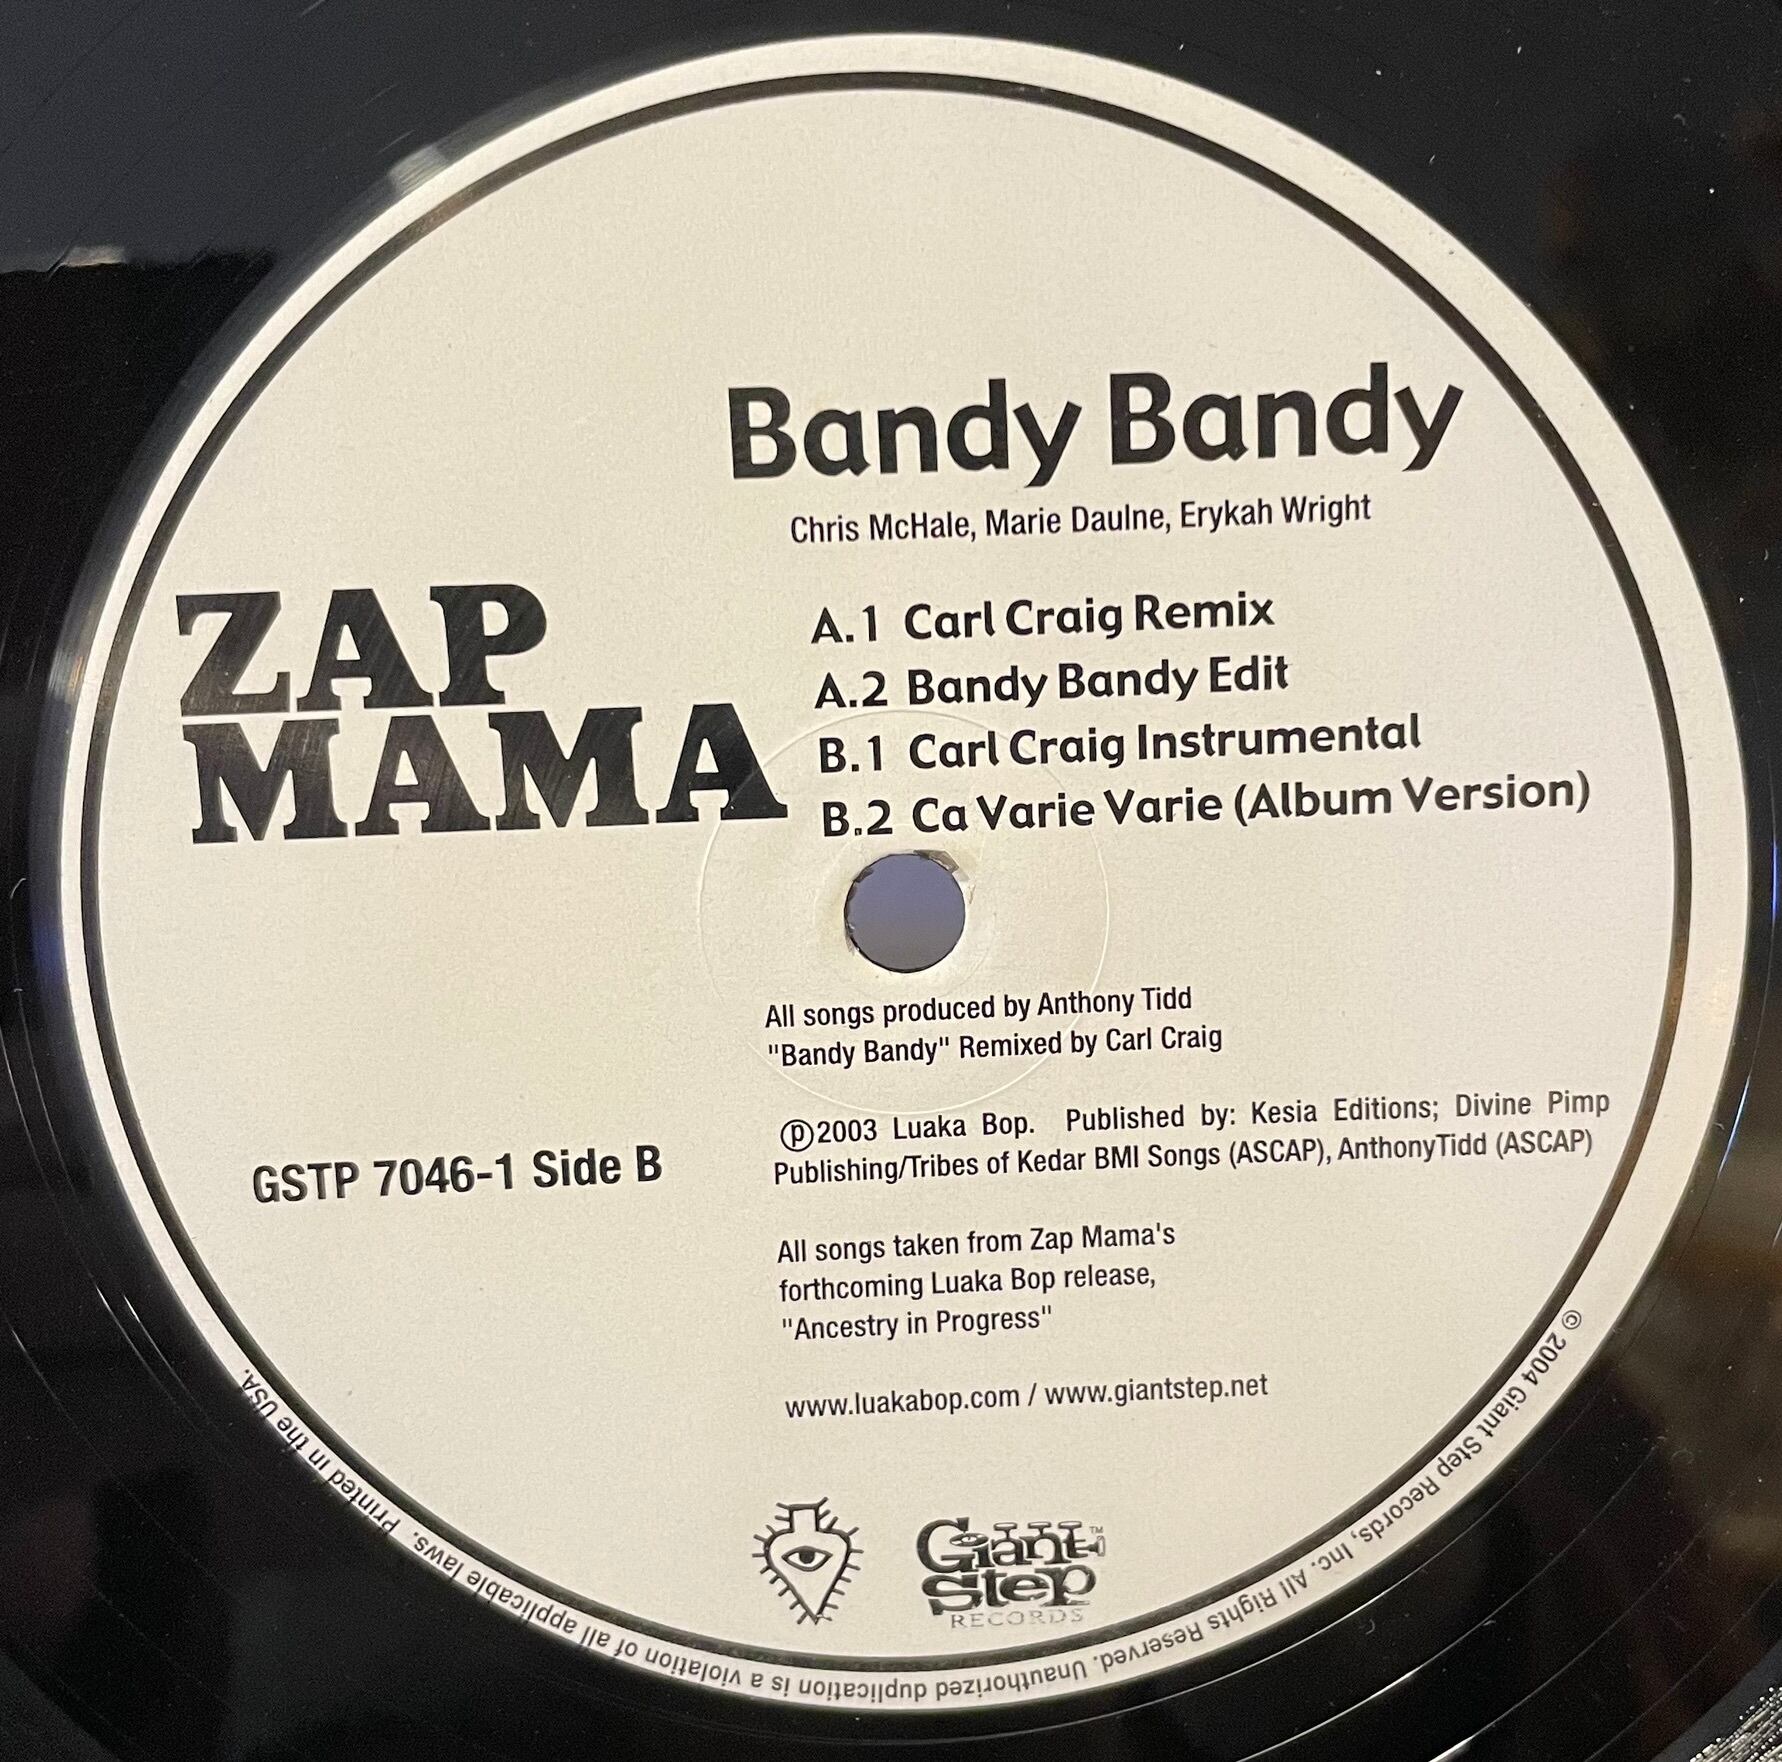 Bandy Bandy
Chris McHale, Marie Daulne, Erykah Wright
ZAP
MAMA
A.1 Carl Craig Remix
A.2 Bandy Bandy Edit
B.1 Carl Craig Instrumental
B.2 Ca Varie Varie (Album Version)
All songs produced by Anthony Tidd
"Bandy Bandy" Remixed by Carl Craig
℗2003 Luaka Bop. Published by: Kesia Editions; Divine Pimp
Publishing/Tribes of Kedar BMI Songs (ASCAP), AnthonyTidd (ASCAP)
GSTP 7046-1 Side B
All songs taken from Zap Mama's
forthcoming Luaka Bop release,
"Ancestry in Progress"
www.luakabop.com / www.giantstep.net
Giant
Step
RECORDS
™
© 2004 Giant Step Records, Inc. All Rights Reserved. Unauthorized duplication is a violation of all applicable laws. Printed in the USA.